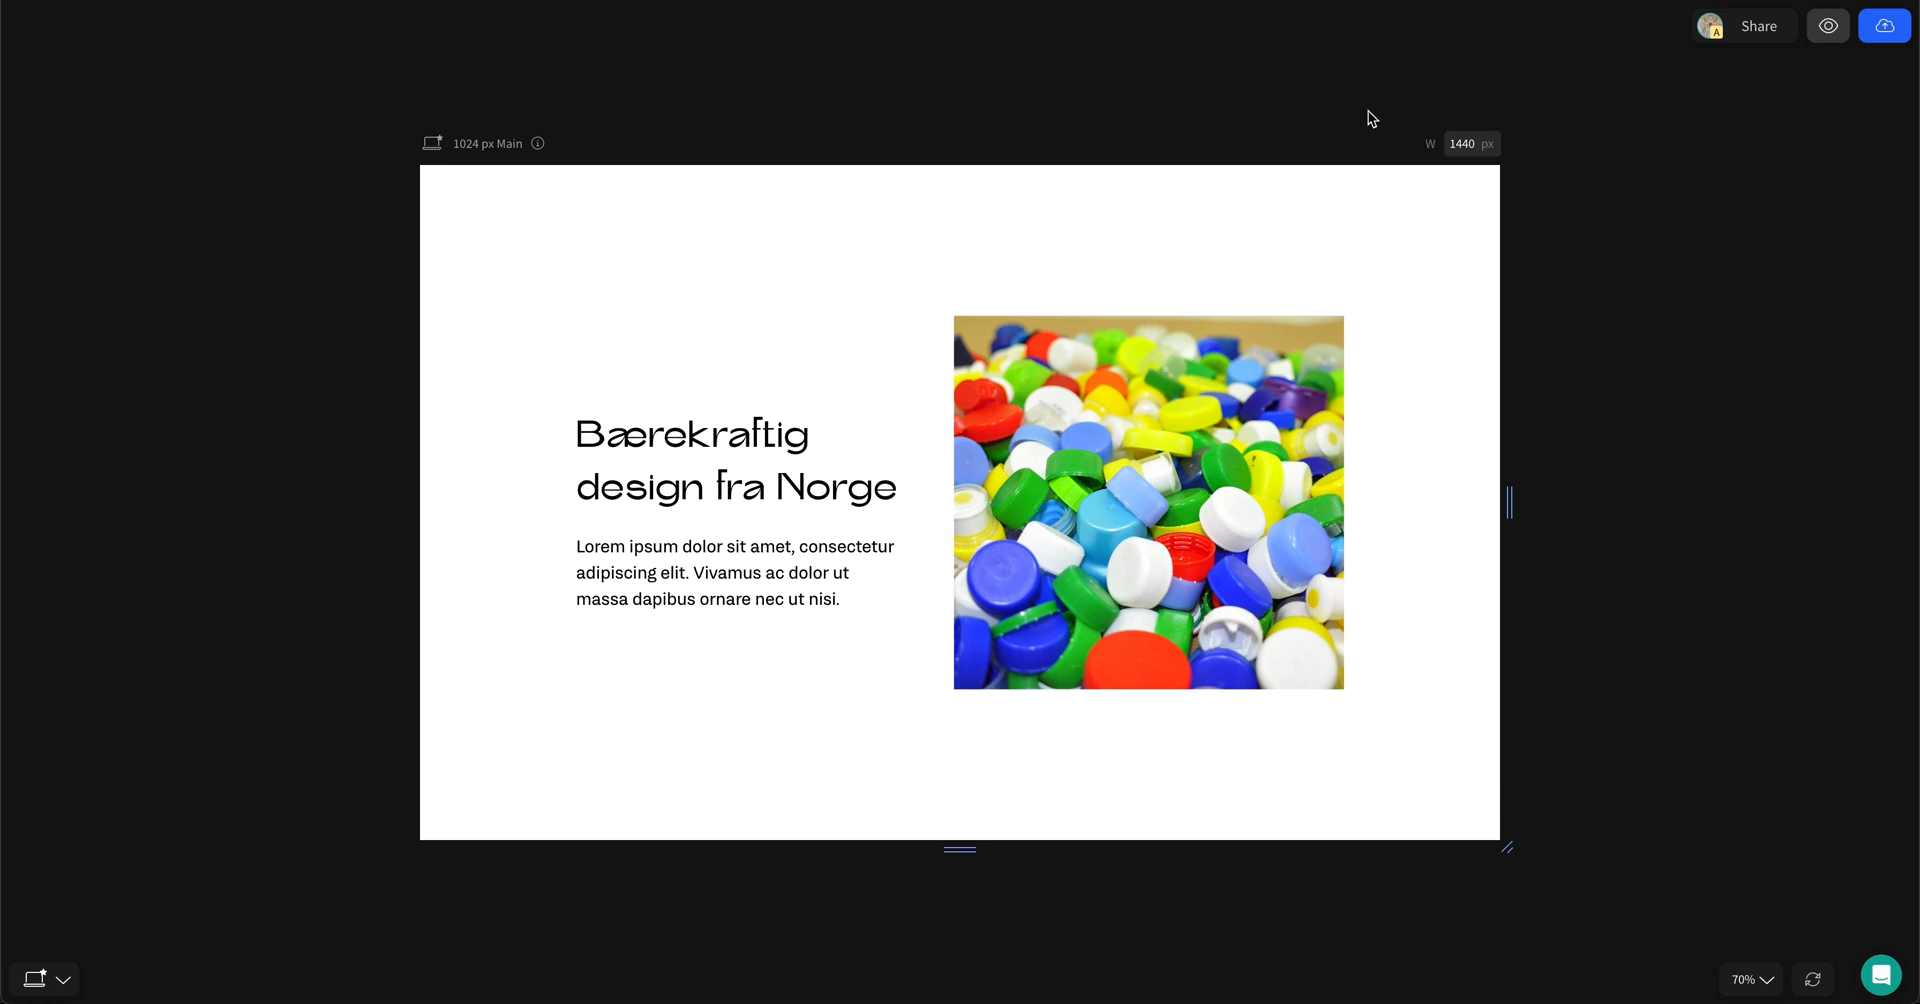 A Share
1024 px Main W 1440 px
Bærekraftig
design fra Norge
Lorem ipsum dolor sit amet, consectetur
adipiscing elit. Vivamus ac dolor ut
massa dapibus ornare nec ut nisi.
70%